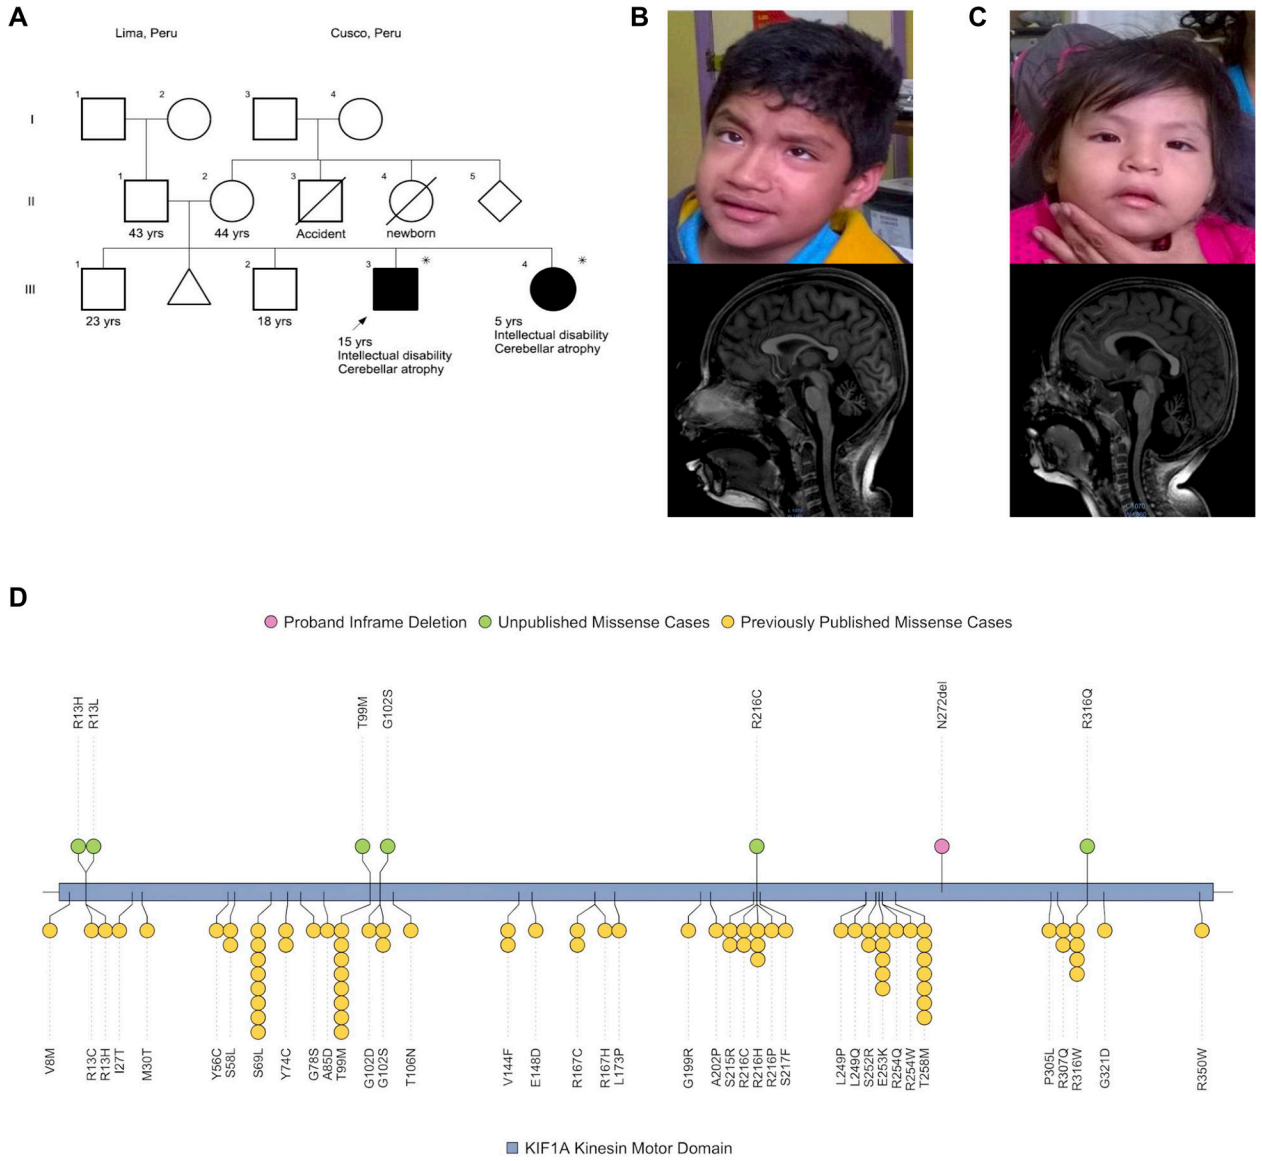 A
B
C
Lima, Peru
Cusco, Peru
1
2
3
4
I
1
2
3
4
5
II
43 yrs
44 yrs
Accident
newborn
1
2
3
*
4
*
III
23 yrs
18 yrs
15 yrs
Intellectual disability
Cerebellar atrophy
5 yrs
Intellectual disability
Cerebellar atrophy
D
Proband Inframe Deletion
Unpublished Missense Cases
Previously Published Missense Cases
R13H
R13L
T99M
G102S
R216C
N272del
R316Q
V8M
R13C
R13H
I27T
M30T
Y56C
S58L
S69L
Y74C
G78S
A85D
T99M
G102D
G102S
T106N
V144F
E148D
R167C
R167H
L173P
G199R
A202P
S215R
R216C
R216H
R216P
S217F
L249P
L249Q
S252R
E253K
R254Q
R254W
T258M
P305L
R307Q
R316W
G321D
R350W
KIF1A Kinesin Motor Domain